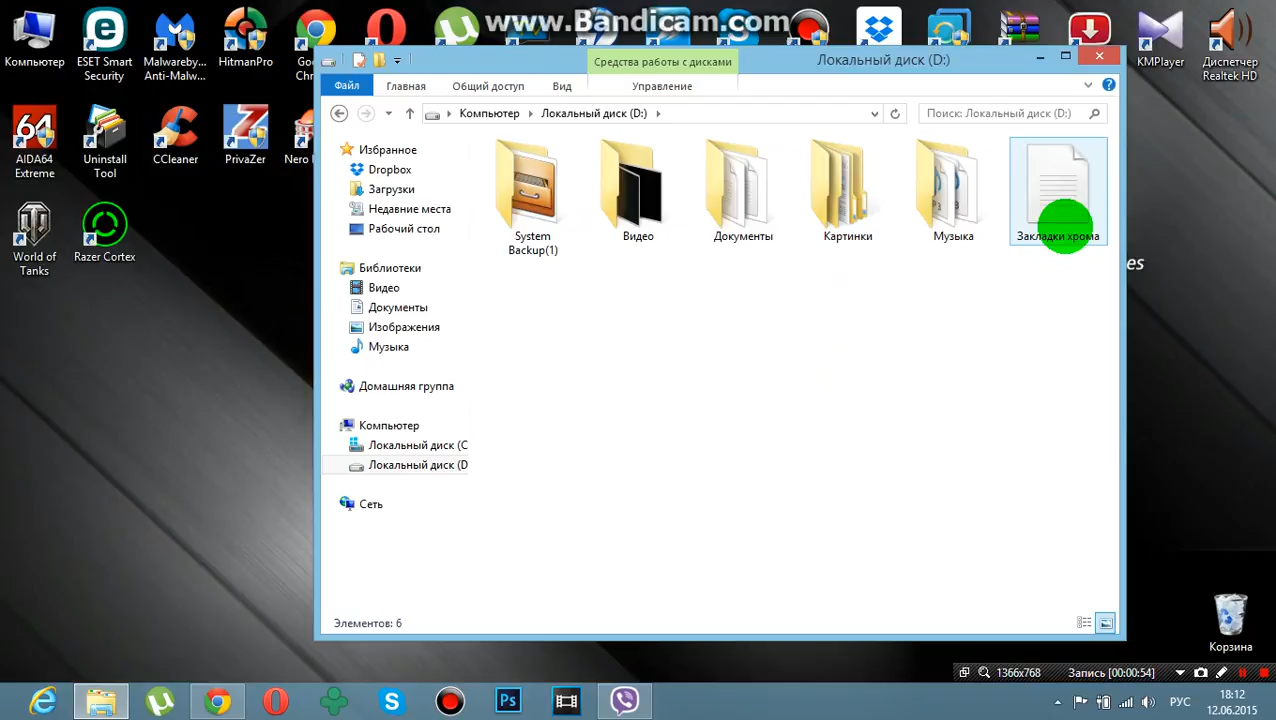 www.Bandicam.com
Компьютер
ESET Smart
Security
Malwareby...
Anti-Malw...
HitmanPro
KMPlayer
Диспетчер
Realtek HD
AIDA64
Extreme
Uninstall
Tool
CCleaner
PrivaZer
World of
Tanks
Razer Cortex
Средства работы с дисками
Локальный диск (D:)
Файл
Главная
Общий доступ
Вид
Управление
Компьютер
Локальный диск (D:)
Поиск: Локальный диск (D:)
Избранное
Dropbox
Загрузки
Недавние места
Рабочий стол
Библиотеки
Видео
Документы
Изображения
Музыка
Домашняя группа
Компьютер
Локальный диск (C
Локальный диск (D
Сеть
System
Backup(1)
Видео
Документы
Картинки
Музыка
Закладки хрома
Элементов: 6
Корзина
1366x768
Запись [00:00:54]
РУС
18:12
12.06.2015